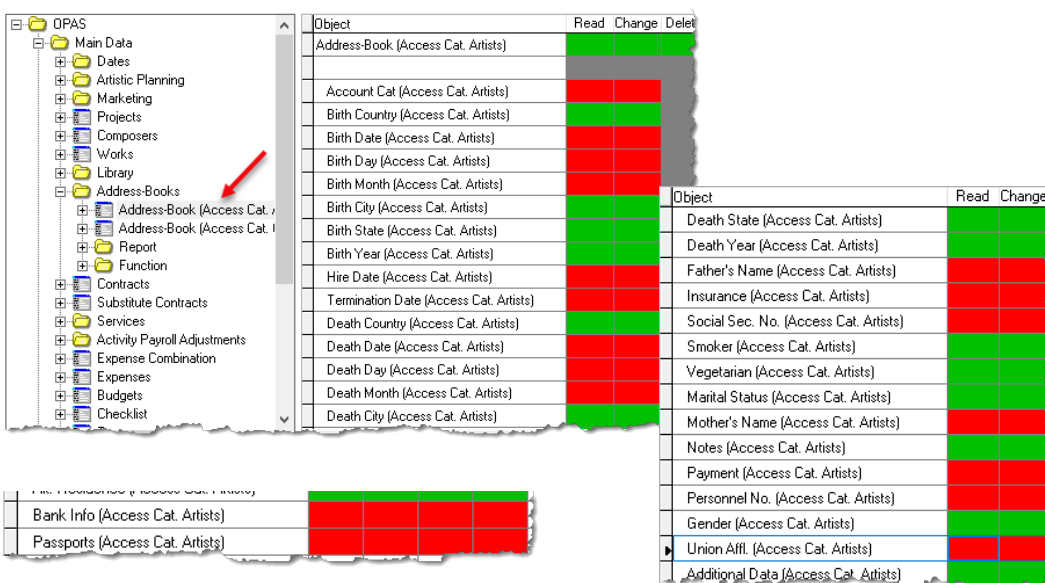 OPAS
Main Data
Dates
Artistic Planning
Marketing
Projects
Composers
Works
Library
Address-Books
Address-Book (Access Cat. A
Address-Book (Access Cat.
Report
Function
Contracts
Substitute Contracts
Services
Activity Payroll Adjustments
Expense Combination
Expenses
Budgets
Checklist
Object Read Change Delet
Address-Book (Access Cat. Artists)
Account Cat (Access Cat. Artists)
Birth Country (Access Cat. Artists)
Birth Date (Access Cat. Artists)
Birth Day (Access Cat. Artists)
Birth Month (Access Cat. Artists)
Birth City (Access Cat. Artists)
Birth State (Access Cat. Artists)
Birth Year (Access Cat. Artists)
Hire Date (Access Cat. Artists)
Termination Date (Access Cat. Artists)
Death Country (Access Cat. Artists)
Death Date (Access Cat. Artists)
Death Day (Access Cat. Artists)
Death Month (Access Cat. Artists)
Death City (Access Cat. Artists)
Object Read Change
Death State (Access Cat. Artists)
Death Year (Access Cat. Artists)
Father's Name (Access Cat. Artists)
Insurance (Access Cat. Artists)
Social Sec. No. (Access Cat. Artists)
Smoker (Access Cat. Artists)
Vegetarian (Access Cat. Artists)
Marital Status (Access Cat. Artists)
Mother's Name (Access Cat. Artists)
Notes (Access Cat. Artists)
Payment (Access Cat. Artists)
Personnel No. (Access Cat. Artists)
Gender (Access Cat. Artists)
Union Affl. (Access Cat. Artists)
Additional Data (Access Cat. Artists)
Bank Info (Access Cat. Artists)
Passports (Access Cat. Artists)